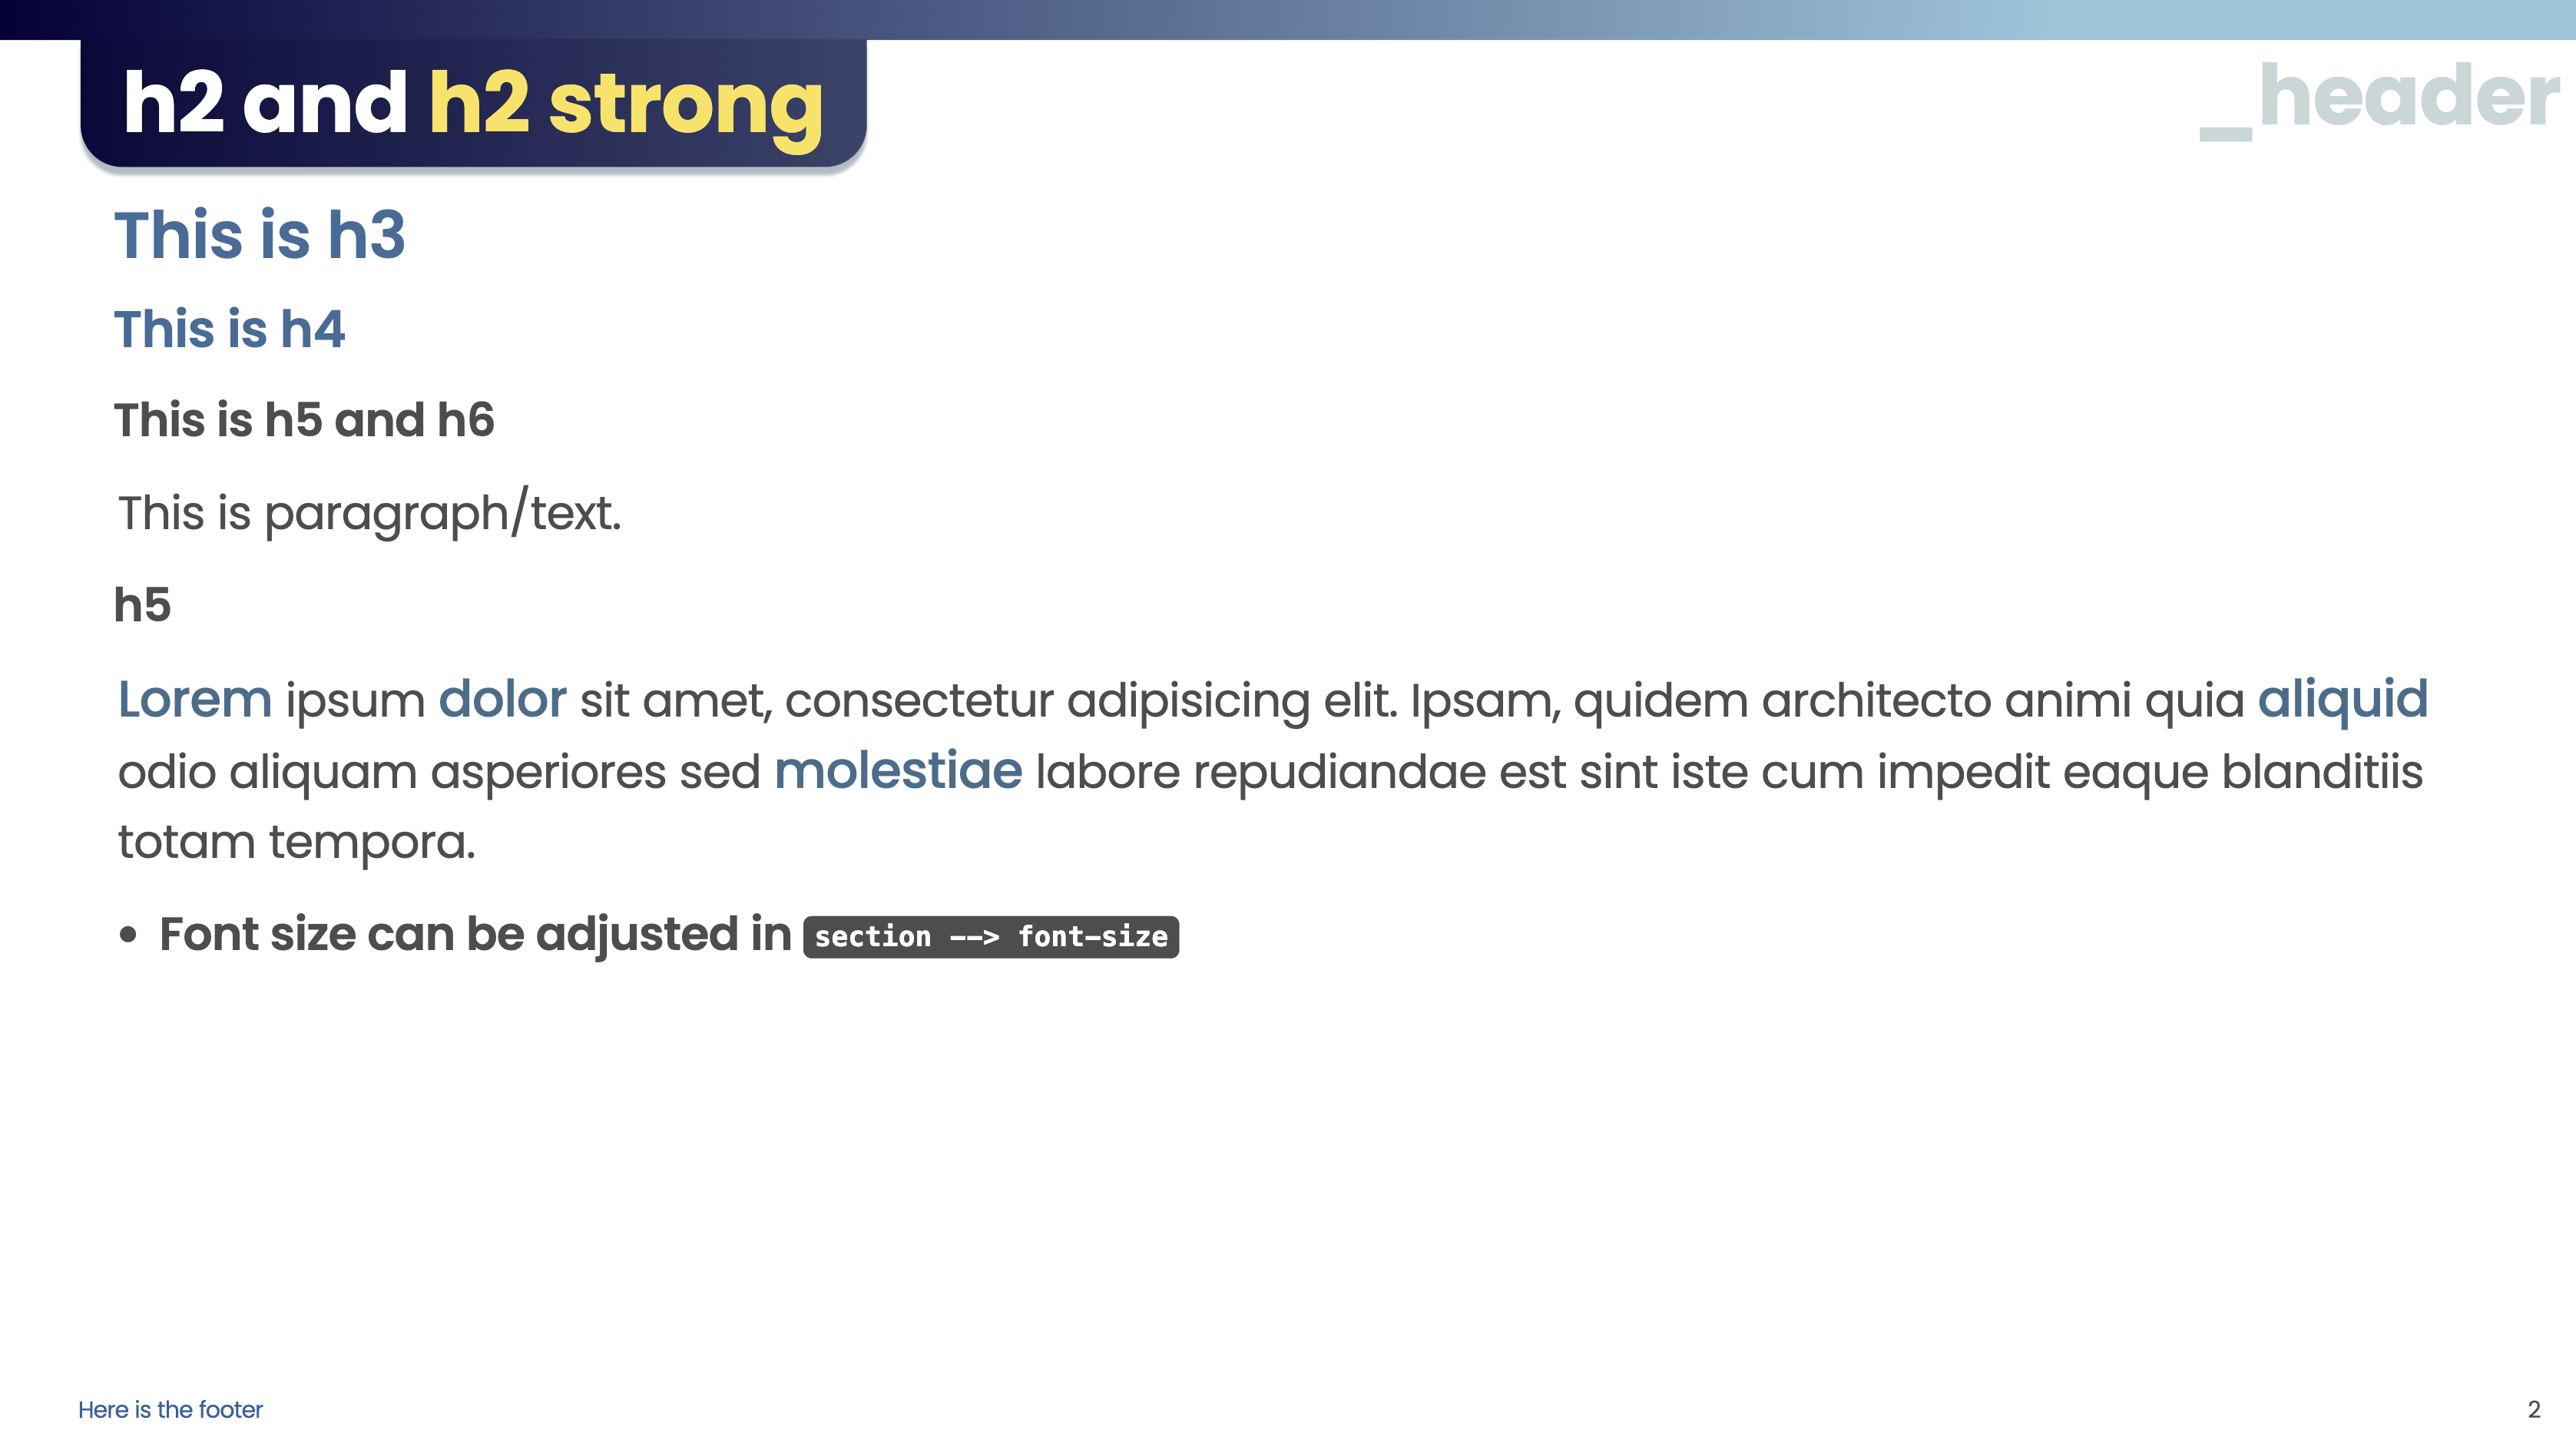 h2 and h2 strong
_header
This is h3
This is h4
This is h5 and h6
This is paragraph/text.
h5
Lorem ipsum dolor sit amet, consectetur adipisicing elit. Ipsam, quidem architecto animi quia aliquid
odio aliquam asperiores sed molestiae labore repudiandae est sint iste cum impedit eaque blanditiis
totam tempora.
• Font size can be adjusted in section --> font-size
Here is the footer
2